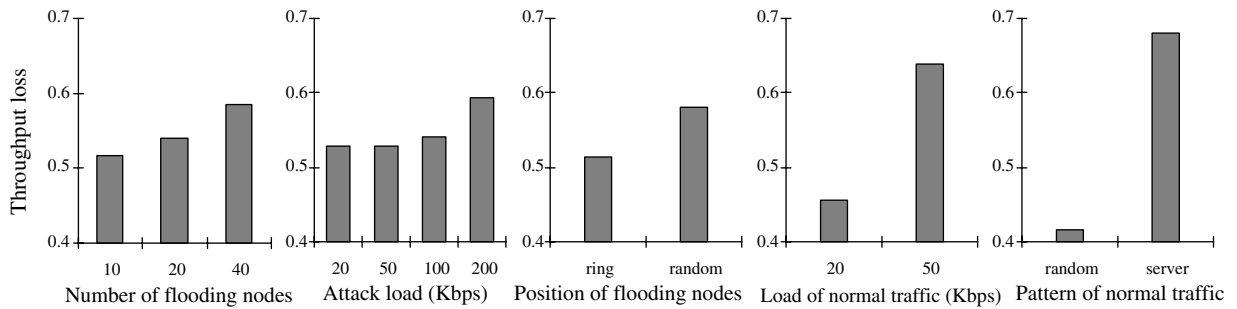 0.7 0.7 0.7 0.7 0.7
0.6 0.6 0.6 0.6 0.6
0.5 0.5 0.5 0.5 0.5
0.4 0.4 0.4 0.4 0.4
Throughput loss
10 20 40 20 50 100 200 ring random 20 50 random server
Number of flooding nodes Attack load (Kbps) Position of flooding nodes Load of normal traffic (Kbps) Pattern of normal traffic